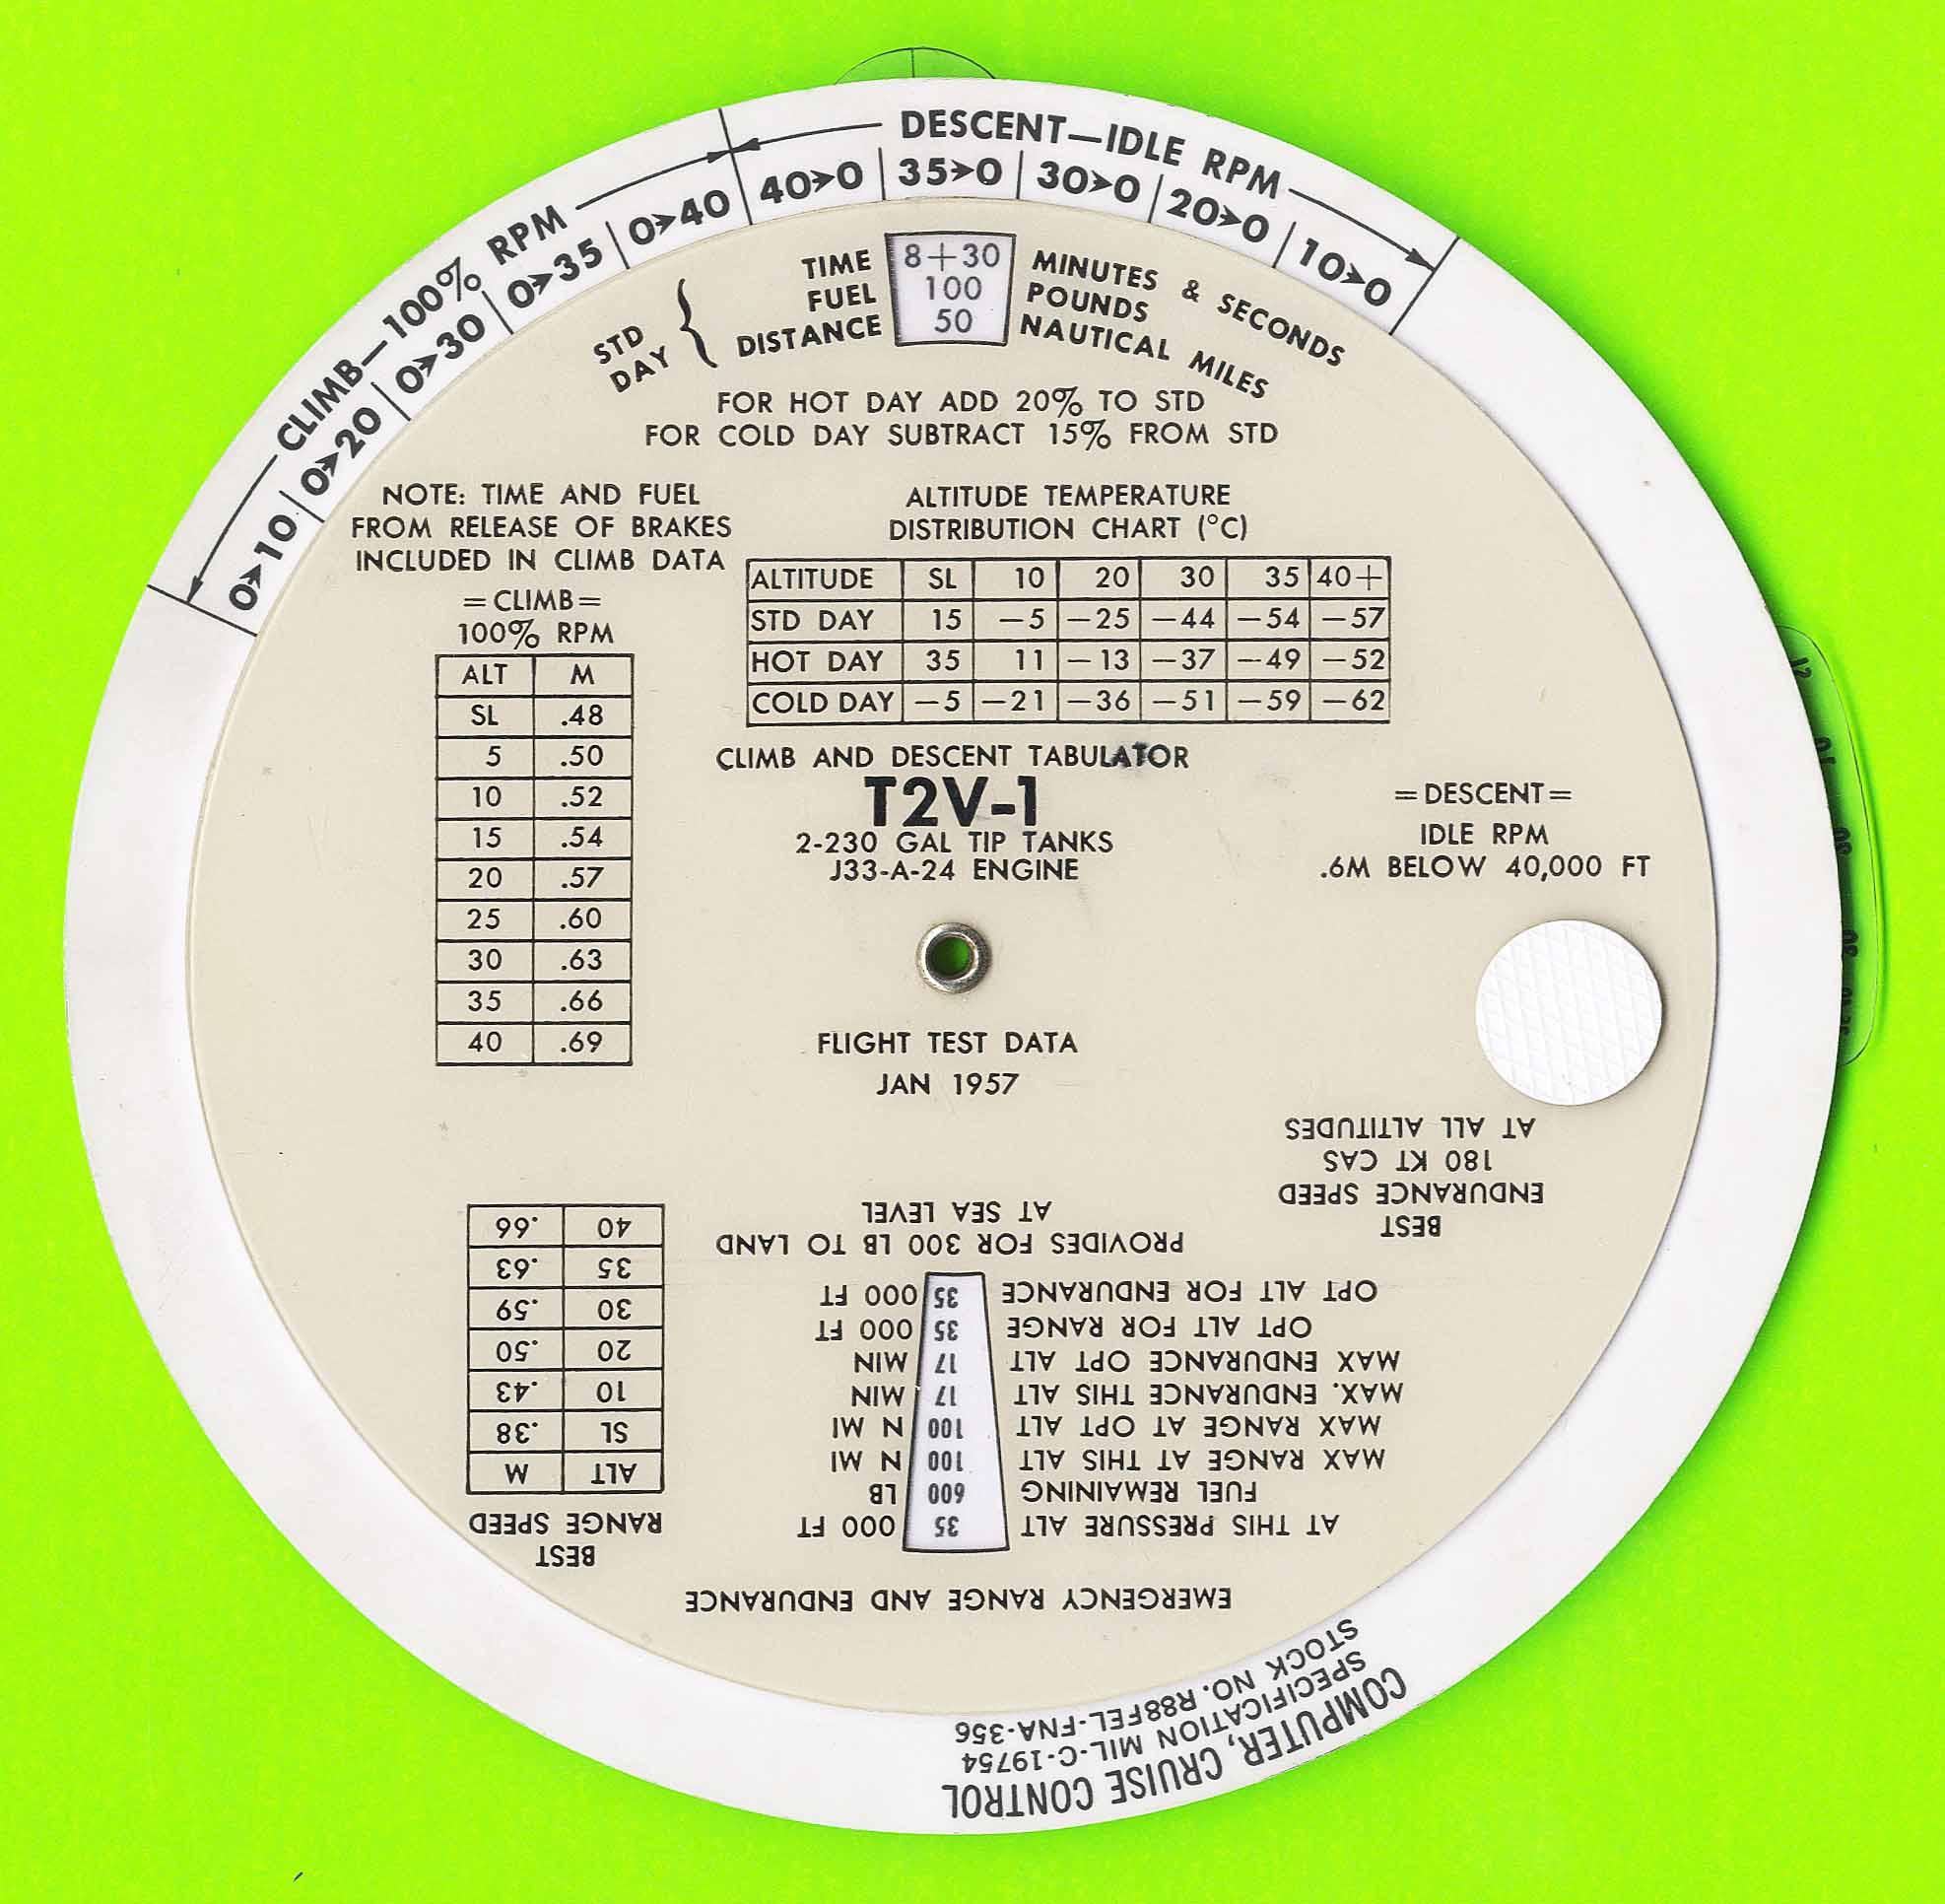 DESCENT—IDLE RPM
CLIMB—100% RPM
0➤10 | 0➤20 | 0➤30 | 0➤35 | 0➤40 | 40➤0 | 35➤0 | 30➤0 | 20➤0 | 10➤0
STD DAY { TIME 8+30 MINUTES & SECONDS
FUEL 100 POUNDS
DISTANCE 50 NAUTICAL MILES
FOR HOT DAY ADD 20% TO STD
FOR COLD DAY SUBTRACT 15% FROM STD
NOTE: TIME AND FUEL
FROM RELEASE OF BRAKES
INCLUDED IN CLIMB DATA
=CLIMB=
100% RPM
ALT M
SL .48
5 .50
10 .52
15 .54
20 .57
25 .60
30 .63
35 .66
40 .69
ALTITUDE TEMPERATURE
DISTRIBUTION CHART (°C)
ALTITUDE SL 10 20 30 35 40+
STD DAY 15 —5 —25 —44 —54 —57
HOT DAY 35 11 —13 —37 —49 —52
COLD DAY —5 —21 —36 —51 —59 —62
CLIMB AND DESCENT TABULATOR
T2V-1
2-230 GAL TIP TANKS
J33-A-24 ENGINE
=DESCENT=
IDLE RPM
.6M BELOW 40,000 FT
FLIGHT TEST DATA
JAN 1957
EMERGENCY RANGE AND ENDURANCE
AT THIS PRESSURE ALT 35 000 FT
FUEL REMAINING 600 LB
MAX RANGE AT THIS ALT 100 N MI
MAX RANGE AT OPT ALT 100 N MI
MAX. ENDURANCE THIS ALT 17 MIN
MAX ENDURANCE OPT ALT 17 MIN
OPT ALT FOR RANGE 35 000 FT
OPT ALT FOR ENDURANCE 35 000 FT
PROVIDES FOR 300 LB TO LAND
AT SEA LEVEL
BEST
RANGE SPEED
ALT M
SL .38
10 .43
20 .50
30 .59
35 .63
40 .66
BEST
ENDURANCE SPEED
180 KT CAS
AT ALL ALTITUDES
COMPUTER, CRUISE CONTROL
SPECIFICATION MIL-C-19754
STOCK NO. R88FEL-FNA-356